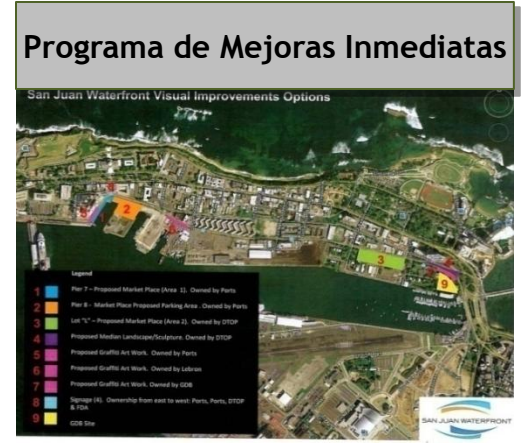 Programa de Mejoras Inmediatas
San Juan Waterfront Visual Improvements Options
8
1
5
2
6
3
9
Legend
1 Pier 7 - Proposed Market Place (Area 1). Owned by Ports
2 Pier 8 - Market Place Proposed Parking Area . Owned by Ports
3 Lot "L" - Proposed Market Place (Area 2). Owned by DTOP
4 Proposed Median Landscape/Sculpture. Owned by DTOP
5 Proposed Graffiti Art Work. Owned by Ports
6 Proposed Graffiti Art Work. Owned by Lebron
7 Proposed Graffiti Art Work. Owned by GDB
8 Signage (4). Ownership from east to west: Ports, Ports, DTOP
& FDA
9 GDB Site
SAN JUAN WATERFRONT